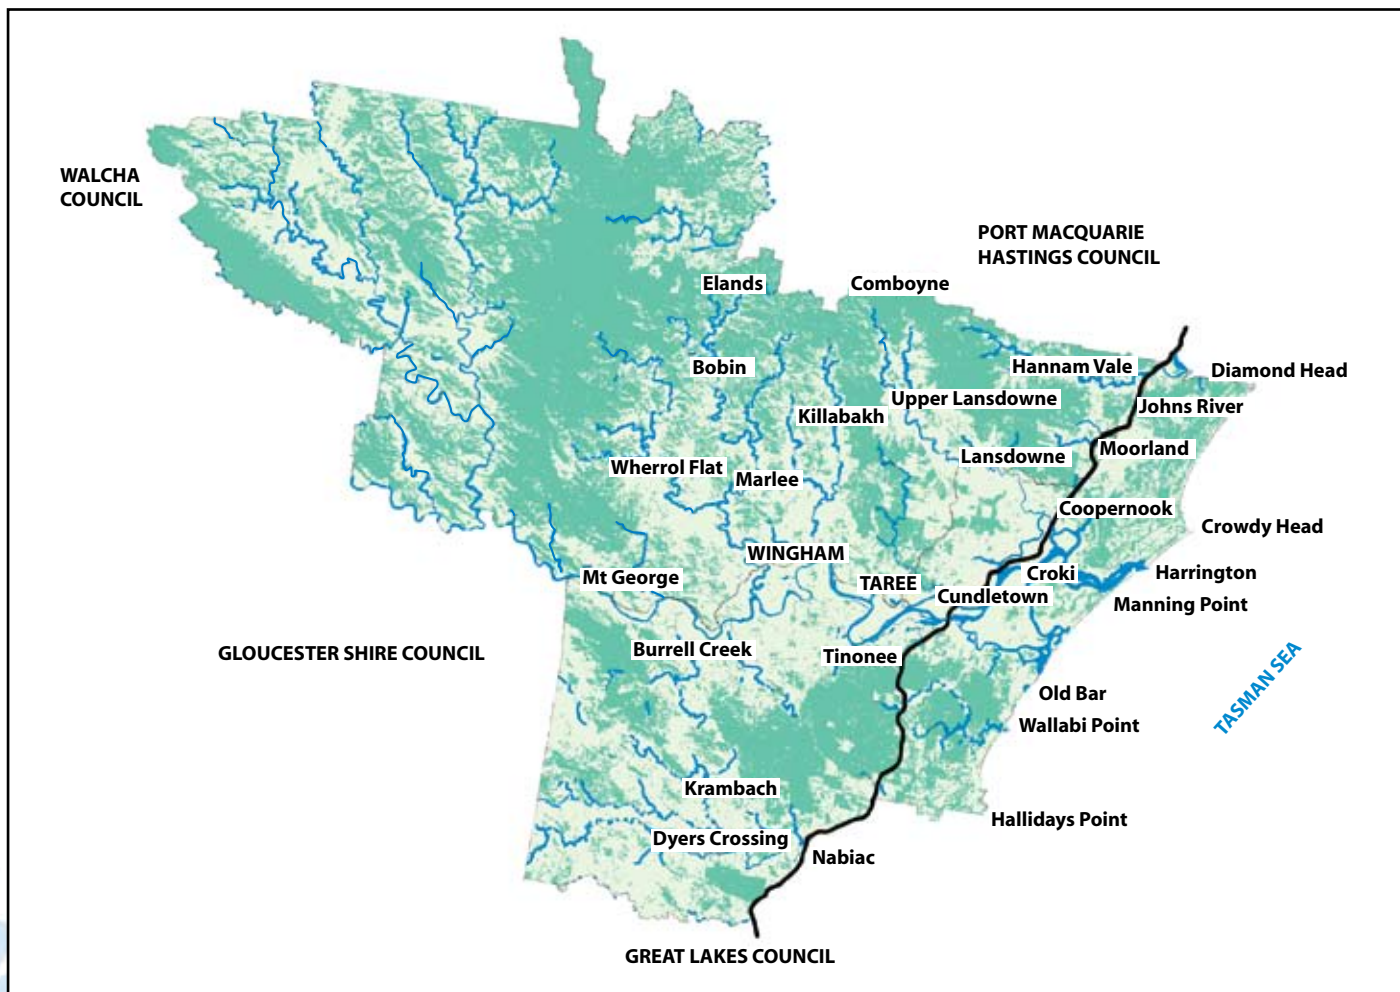 WALCHA
COUNCIL
PORT MACQUARIE
HASTINGS COUNCIL
Elands
Comboyne
Bobin
Hannam Vale
Diamond Head
Upper Lansdowne
Johns River
Killabakh
Moorland
Lansdowne
Wherrol Flat
Marlee
Coopernook
Crowdy Head
WINGHAM
Croki
Harrington
Mt George
TAREE
Cundletown
Manning Point
GLOUCESTER SHIRE COUNCIL
Burrell Creek
Tinonee
TASMAN SEA
Old Bar
Wallabi Point
Krambach
Hallidays Point
Dyers Crossing
Nabiac
GREAT LAKES COUNCIL